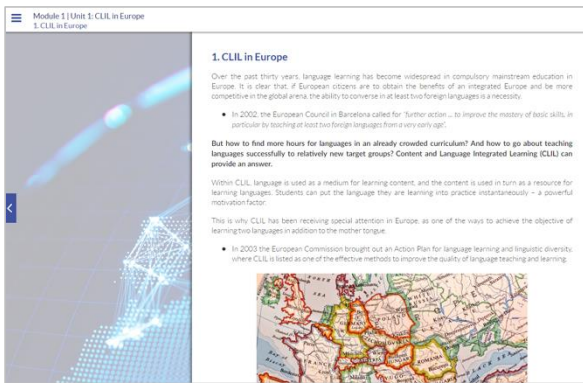 Module 1 | Unit 1: CLIL in Europe
1. CLIL in Europe
1. CLIL in Europe
Over the past thirty years, language learning has become widespread in compulsory mainstream education in
Europe. It is clear that, if European citizens are to obtain the benefits of an integrated Europe and be more
competitive in the global arena, the ability to converse in at least two foreign languages is a necessity.
• In 2002, the European Council in Barcelona called for "further action ... to improve the mastery of basic skills, in
particular by teaching at least two foreign languages from a very early age".
But how to find more hours for languages in an already crowded curriculum? And how to go about teaching
languages successfully to relatively new target groups? Content and Language Integrated Learning (CLIL) can
provide an answer.
Within CLIL, language is used as a medium for learning content, and the content is used in turn as a resource for
learning languages. Students can put the language they are learning into practice instantaneously – a powerful
motivation factor.
This is why CLIL has been receiving special attention in Europe, as one of the ways to achieve the objective of
learning two languages in addition to the mother tongue.
• In 2003 the European Commission brought out an Action Plan for language learning and linguistic diversity,
where CLIL is listed as one of the effective methods to improve the quality of language teaching and learning.
GERMANY
FRANCE
ROMANIA